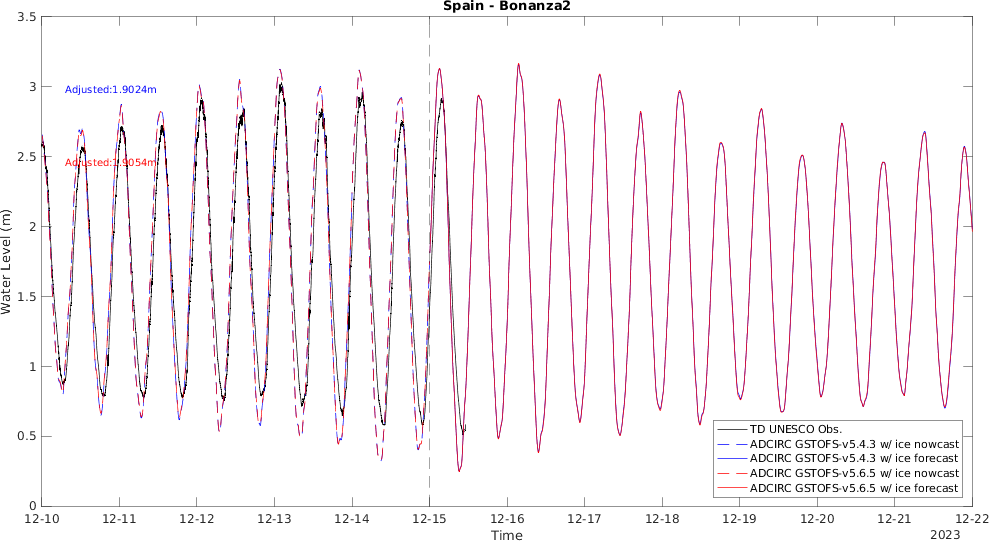 Spain - Bonanza2
3.5
3
2.5
2
1.5
1
0.5
0
Water Level (m)
Adjusted:1.9024m
Adjusted:1.9054m
TD UNESCO Obs.
ADCIRC GSTOFS-v5.4.3 w/ ice nowcast
ADCIRC GSTOFS-v5.4.3 w/ ice forecast
ADCIRC GSTOFS-v5.6.5 w/ ice nowcast
ADCIRC GSTOFS-v5.6.5 w/ ice forecast
12-10 12-11 12-12 12-13 12-14 12-15 12-16 12-17 12-18 12-19 12-20 12-21 12-22
Time 2023